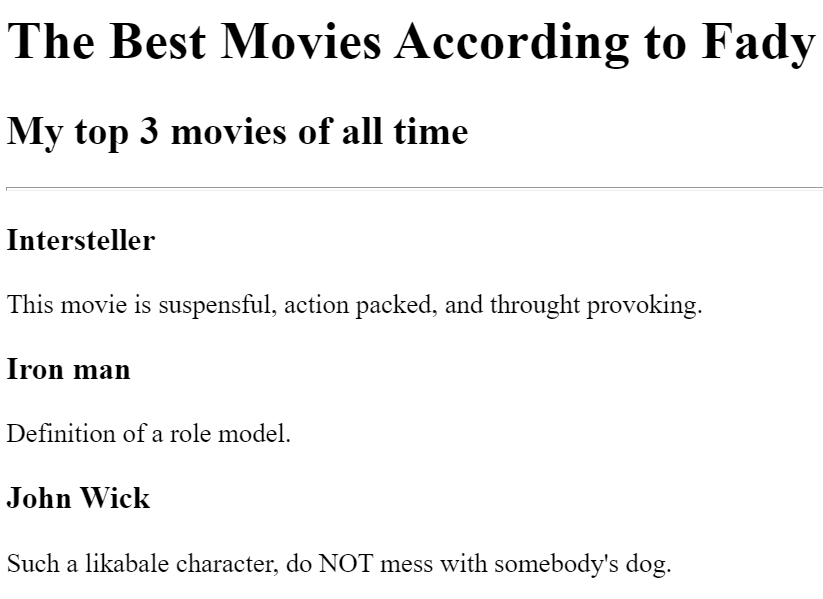 The Best Movies According to Fady
My top 3 movies of all time
Intersteller
This movie is suspensful, action packed, and throught provoking.
Iron man
Definition of a role model.
John Wick
Such a likabale character, do NOT mess with somebody's dog.